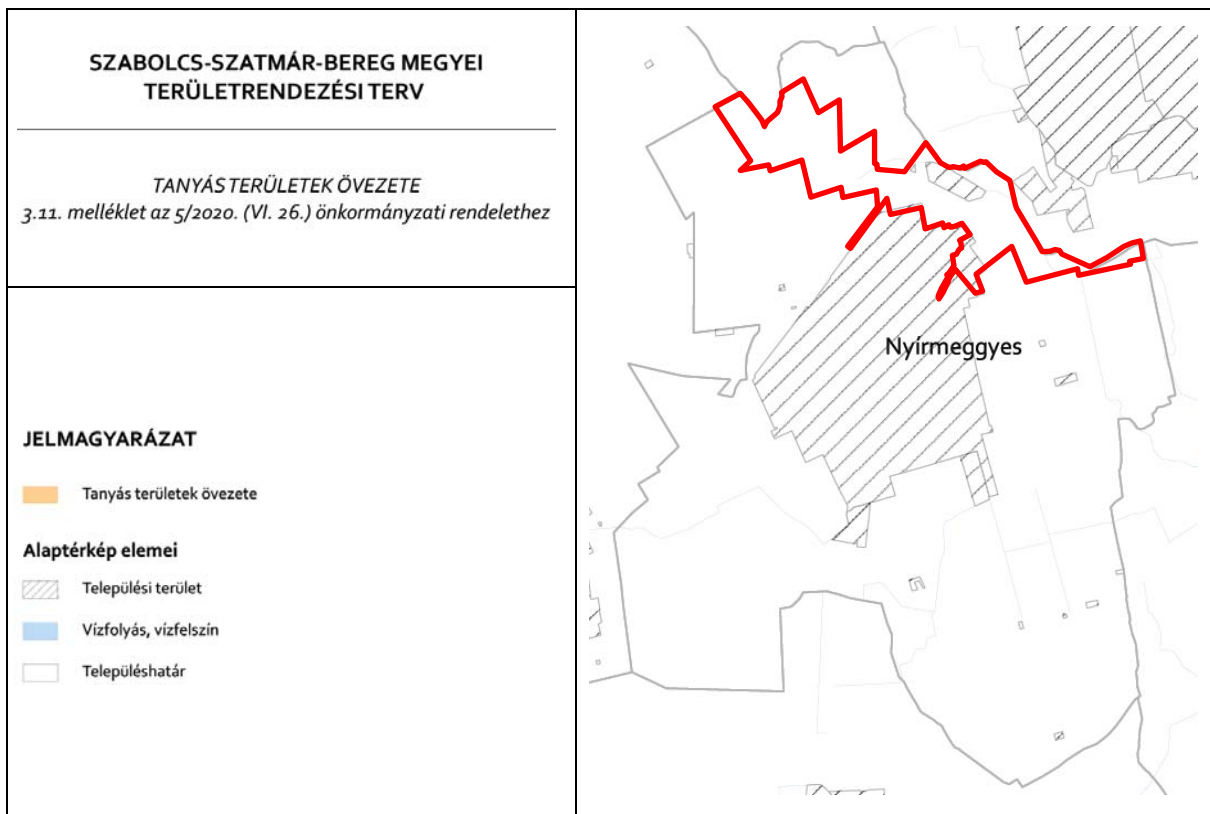 SZABOLCS-SZATMÁR-BEREG MEGYEI
TERÜLETRENDEZÉSI TERV
TANYÁS TERÜLETEK ÖVEZETE
3.11. melléklet az 5/2020. (VI. 26.) önkormányzati rendelethez
JELMAGYARÁZAT
Tanyás területek övezete
Alaptérkép elemei
Települési terület
Vízfolyás, vízfelszín
Településhatár
Nyírmeggyes